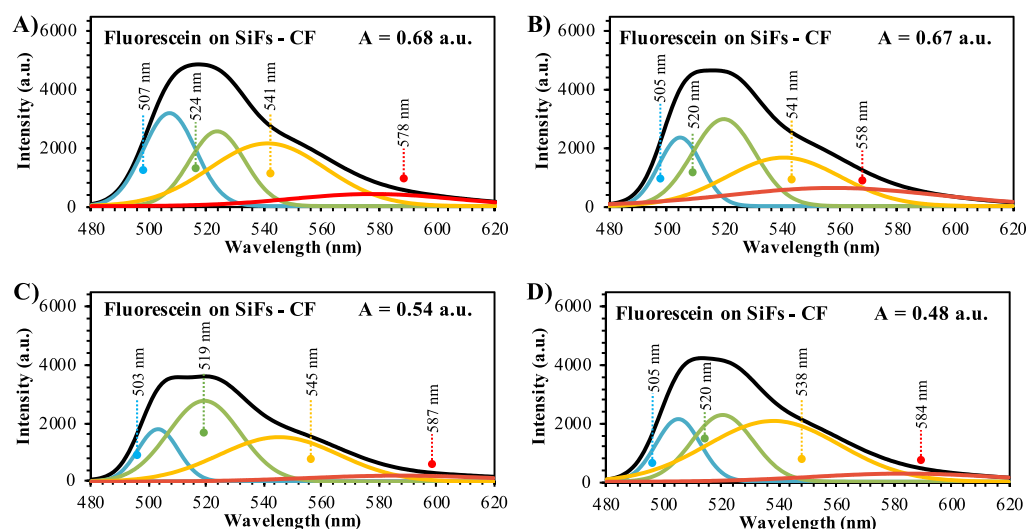 A)
Fluorescein on SiFs - CF A = 0.68 a.u.
6000
4000
2000
0
Intensity (a.u.)
507 nm
524 nm
541 nm
578 nm
480 500 520 540 560 580 600 620
Wavelength (nm)
B)
Fluorescein on SiFs - CF A = 0.67 a.u.
6000
4000
2000
0
Intensity (a.u.)
505 nm
520 nm
541 nm
558 nm
480 500 520 540 560 580 600 620
Wavelength (nm)
C)
Fluorescein on SiFs - CF A = 0.54 a.u.
6000
4000
2000
0
Intensity (a.u.)
503 nm
519 nm
545 nm
587 nm
480 500 520 540 560 580 600 620
Wavelength (nm)
D)
Fluorescein on SiFs - CF A = 0.48 a.u.
6000
4000
2000
0
Intensity (a.u.)
505 nm
520 nm
538 nm
584 nm
480 500 520 540 560 580 600 620
Wavelength (nm)